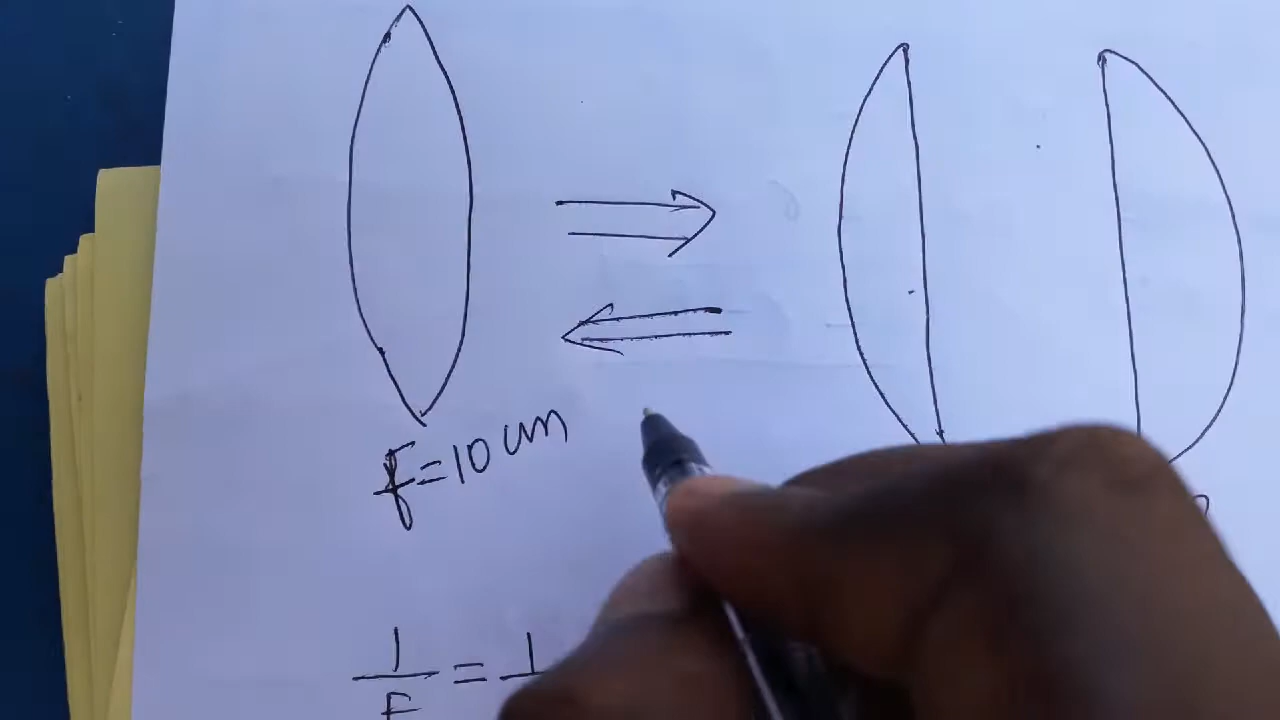 f = 10 cm
1/F = 1